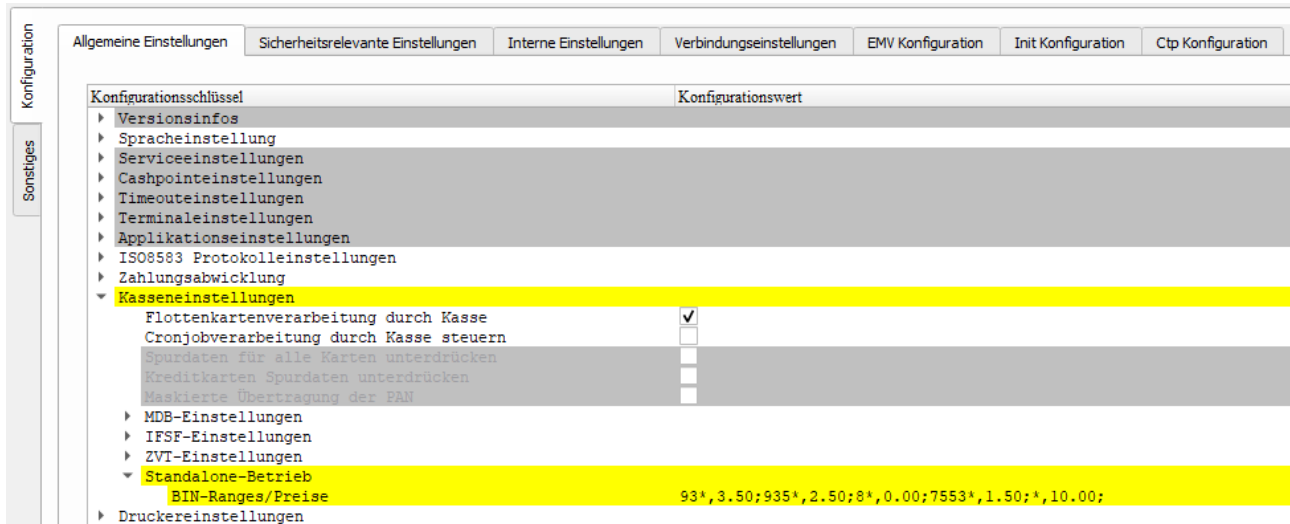 Konfiguration
Sonstiges
Allgemeine Einstellungen Sicherheitsrelevante Einstellungen Interne Einstellungen Verbindungseinstellungen EMV Konfiguration Init Konfiguration Ctp Konfiguration
Konfigurationsschlüssel Konfigurationswert
Versionsinfos
Spracheinstellung
Serviceeinstellungen
Cashpointeinstellungen
Timeouteinstellungen
Terminaleinstellungen
Applikationseinstellungen
ISO8583 Protokolleinstellungen
Zahlungsabwicklung
Kasseneinstellungen
Flottenkartenverarbeitung durch Kasse
Cronjobverarbeitung durch Kasse steuern
Spurdaten für alle Karten unterdrücken
Kreditkarten Spurdaten unterdrücken
Maskierte Übertragung der PAN
MDB-Einstellungen
IFSF-Einstellungen
ZVT-Einstellungen
Standalone-Betrieb
BIN-Ranges/Preise 93*,3.50;935*,2.50;8*,0.00;7553*,1.50;*,10.00;
Druckereinstellungen